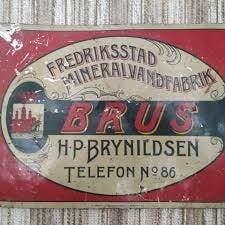 FREDRIKSSTAD
MINERALVANDFABRIK
BRUS
H·P·BRYNILDSEN
TELEFON No 86